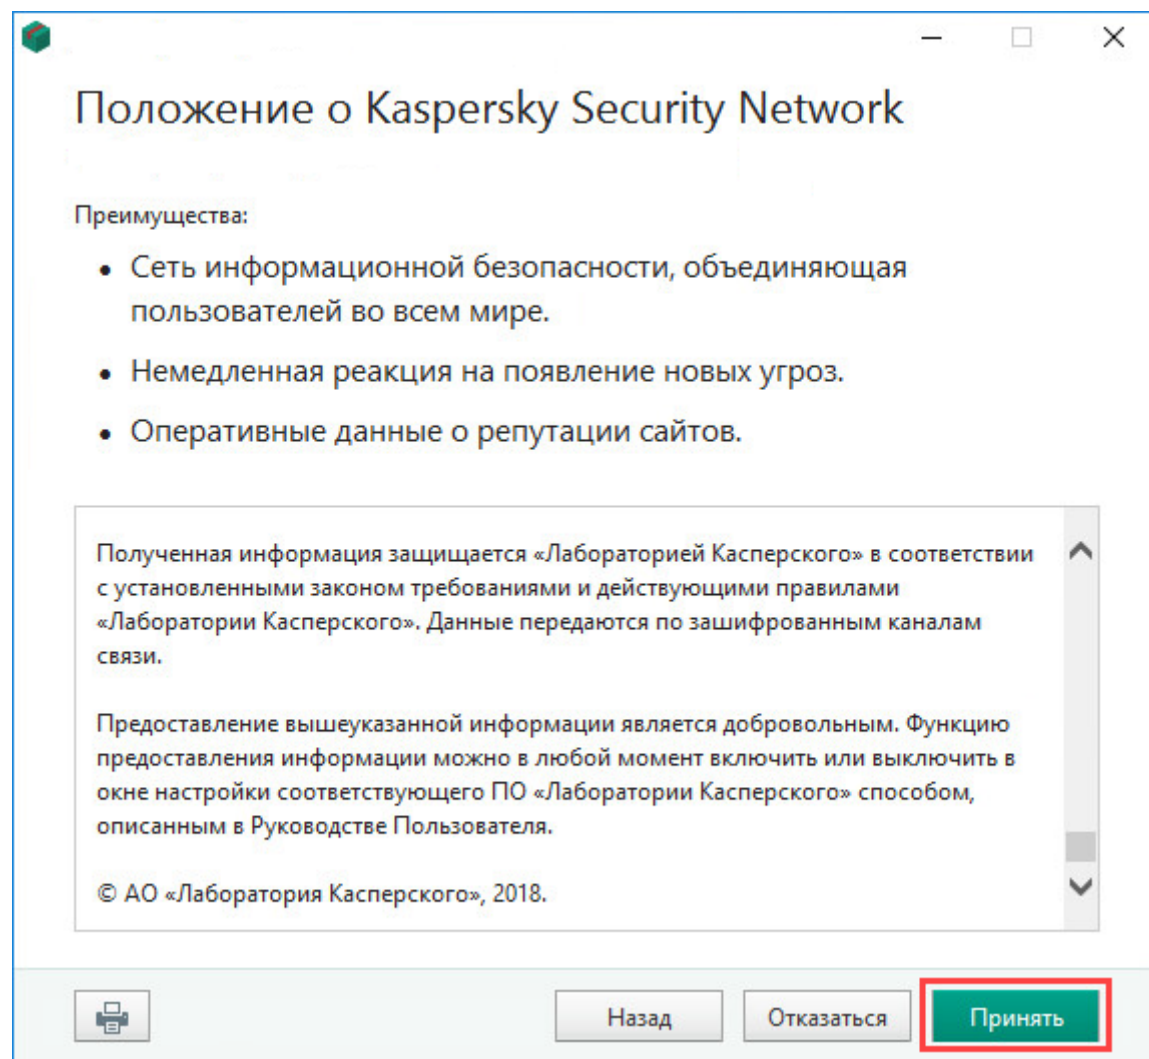 Положение о Kaspersky Security Network
Преимущества:
• Сеть информационной безопасности, объединяющая
пользователей во всем мире.
• Немедленная реакция на появление новых угроз.
• Оперативные данные о репутации сайтов.
Полученная информация защищается «Лабораторией Касперского» в соответствии
с установленными законом требованиями и действующими правилами
«Лаборатории Касперского». Данные передаются по зашифрованным каналам
связи.
Предоставление вышеуказанной информации является добровольным. Функцию
предоставления информации можно в любой момент включить или выключить в
окне настройки соответствующего ПО «Лаборатории Касперского» способом,
описанным в Руководстве Пользователя.
© АО «Лаборатория Касперского», 2018.
Назад Отказаться Принять